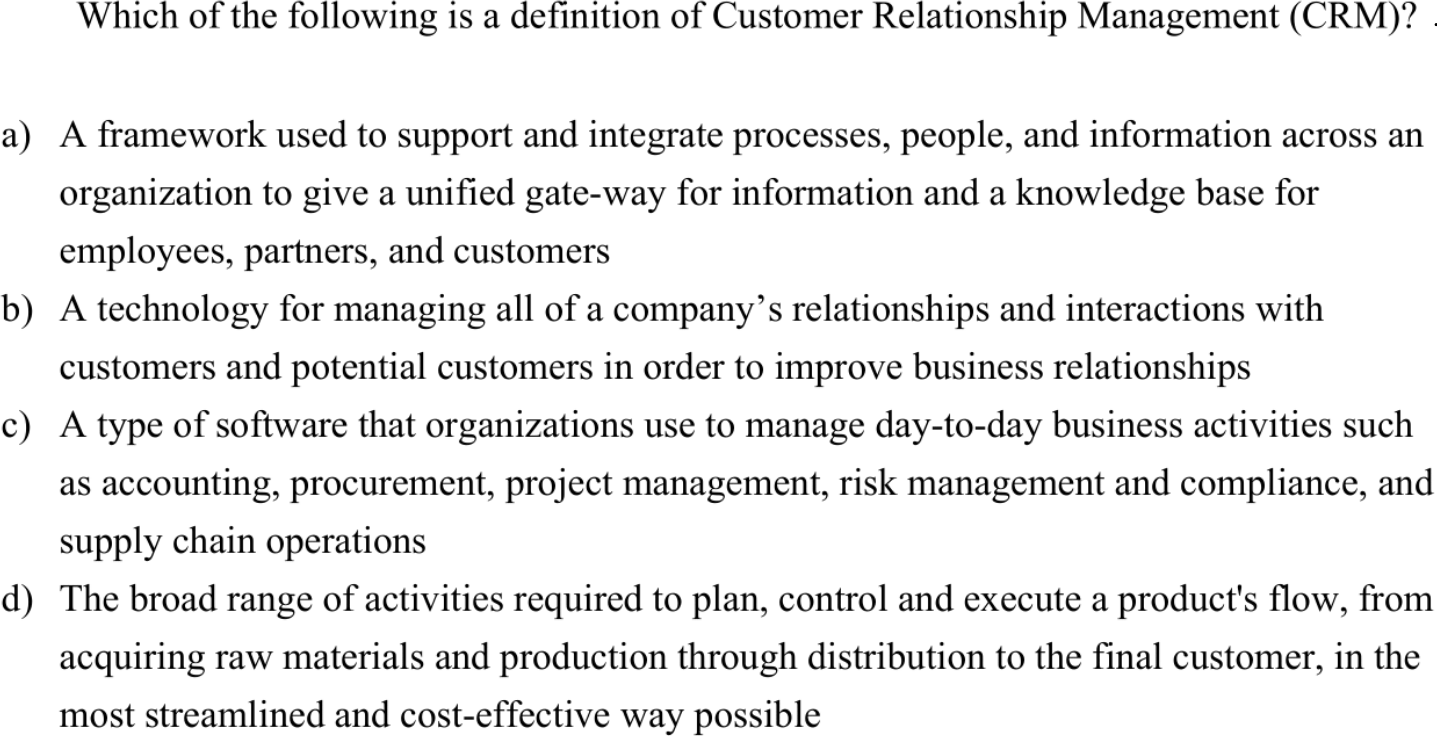 Which of the following is a definition of Customer Relationship Management (CRM)?
a) A framework used to support and integrate processes, people, and information across an
organization to give a unified gate-way for information and a knowledge base for
employees, partners, and customers
b) A technology for managing all of a company’s relationships and interactions with
customers and potential customers in order to improve business relationships
c) A type of software that organizations use to manage day-to-day business activities such
as accounting, procurement, project management, risk management and compliance, and
supply chain operations
d) The broad range of activities required to plan, control and execute a product's flow, from
acquiring raw materials and production through distribution to the final customer, in the
most streamlined and cost-effective way possible